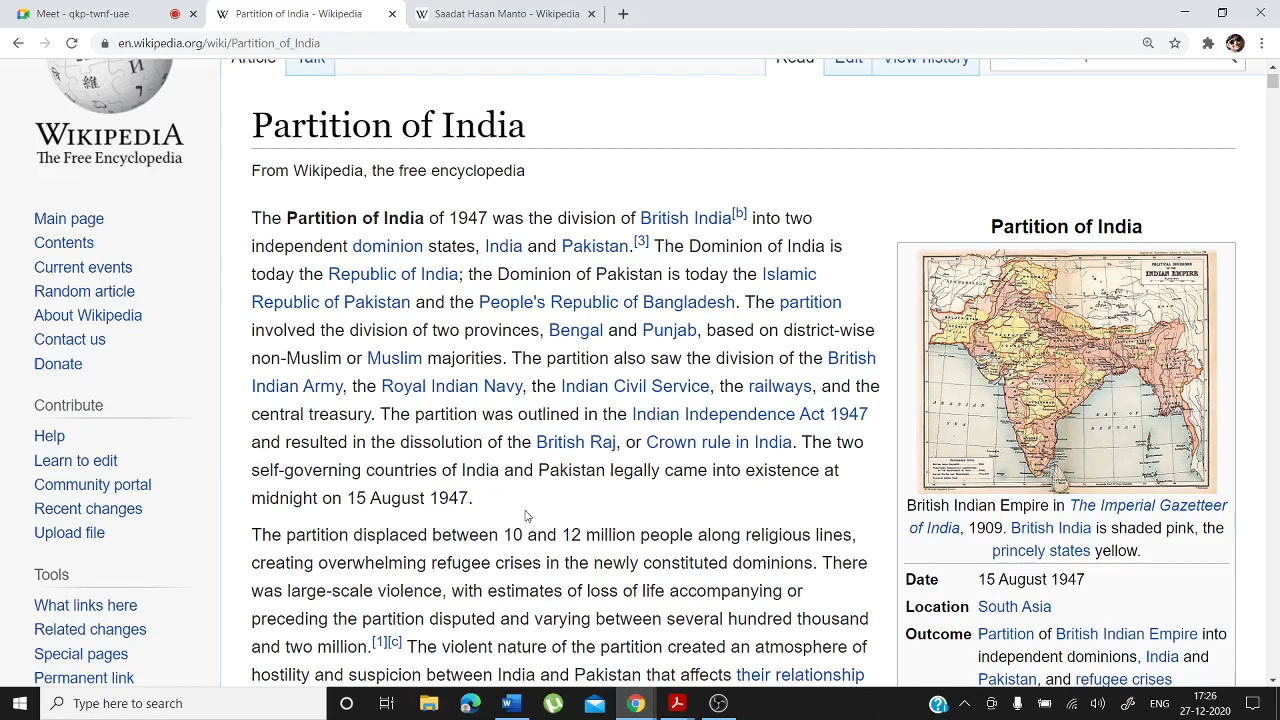 Meet - qkp-twnf-uae
Partition of India - Wikipedia
Saadat Hasan Manto - Wikipedia
en.wikipedia.org/wiki/Partition_of_India
Article Talk Read Edit View history
WIKIPEDIA
The Free Encyclopedia
Main page
Contents
Current events
Random article
About Wikipedia
Contact us
Donate
Contribute
Help
Learn to edit
Community portal
Recent changes
Upload file
Tools
What links here
Related changes
Special pages
Permanent link
Partition of India
From Wikipedia, the free encyclopedia
The Partition of India of 1947 was the division of British India[b] into two
independent dominion states, India and Pakistan.[3] The Dominion of India is
today the Republic of India; the Dominion of Pakistan is today the Islamic
Republic of Pakistan and the People's Republic of Bangladesh. The partition
involved the division of two provinces, Bengal and Punjab, based on district-wise
non-Muslim or Muslim majorities. The partition also saw the division of the British
Indian Army, the Royal Indian Navy, the Indian Civil Service, the railways, and the
central treasury. The partition was outlined in the Indian Independence Act 1947
and resulted in the dissolution of the British Raj, or Crown rule in India. The two
self-governing countries of India and Pakistan legally came into existence at
midnight on 15 August 1947.
The partition displaced between 10 and 12 million people along religious lines,
creating overwhelming refugee crises in the newly constituted dominions. There
was large-scale violence, with estimates of loss of life accompanying or
preceding the partition disputed and varying between several hundred thousand
and two million.[1][c] The violent nature of the partition created an atmosphere of
hostility and suspicion between India and Pakistan that affects their relationship
Partition of India
INDIAN EMPIRE
British Indian Empire in The Imperial Gazetteer
of India, 1909. British India is shaded pink, the
princely states yellow.
Date 15 August 1947
Location South Asia
Outcome Partition of British Indian Empire into
independent dominions, India and
Pakistan, and refugee crises
Type here to search
ENG
17:26
27-12-2020